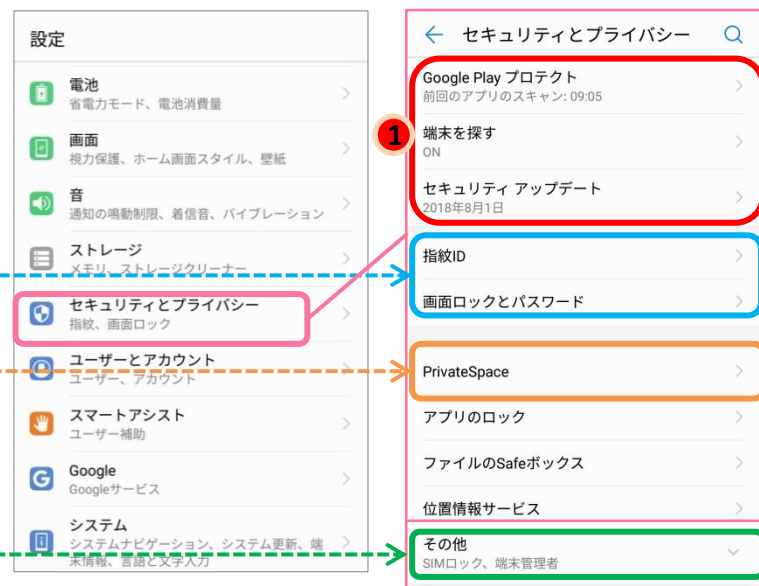 設定
電池
省電力モード、電池消費量
画面
視力保護、ホーム画面スタイル、壁紙
音
通知の鳴動制限、着信音、バイブレーション
ストレージ
メモリ、ストレージクリーナー
セキュリティとプライバシー
指紋、画面ロック
ユーザーとアカウント
ユーザー、アカウント
スマートアシスト
ユーザー補助
Google
Googleサービス
システム
システムナビゲーション、システム更新、端
末情報、言語と文字入力
セキュリティとプライバシー
1
Google Play プロテクト
前回のアプリのスキャン: 09:05
端末を探す
ON
セキュリティ アップデート
2018年8月1日
指紋ID
画面ロックとパスワード
PrivateSpace
アプリのロック
ファイルのSafeボックス
位置情報サービス
その他
SIMロック、端末管理者